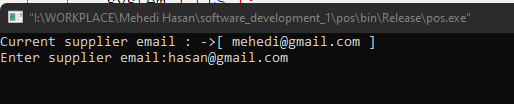 "I:\WORKPLACE\Mehedi Hasan\software_development_1\pos\bin\Release\pos.exe"
Current supplier email : ->[ mehedi@gmail.com ]
Enter supplier email:hasan@gmail.com